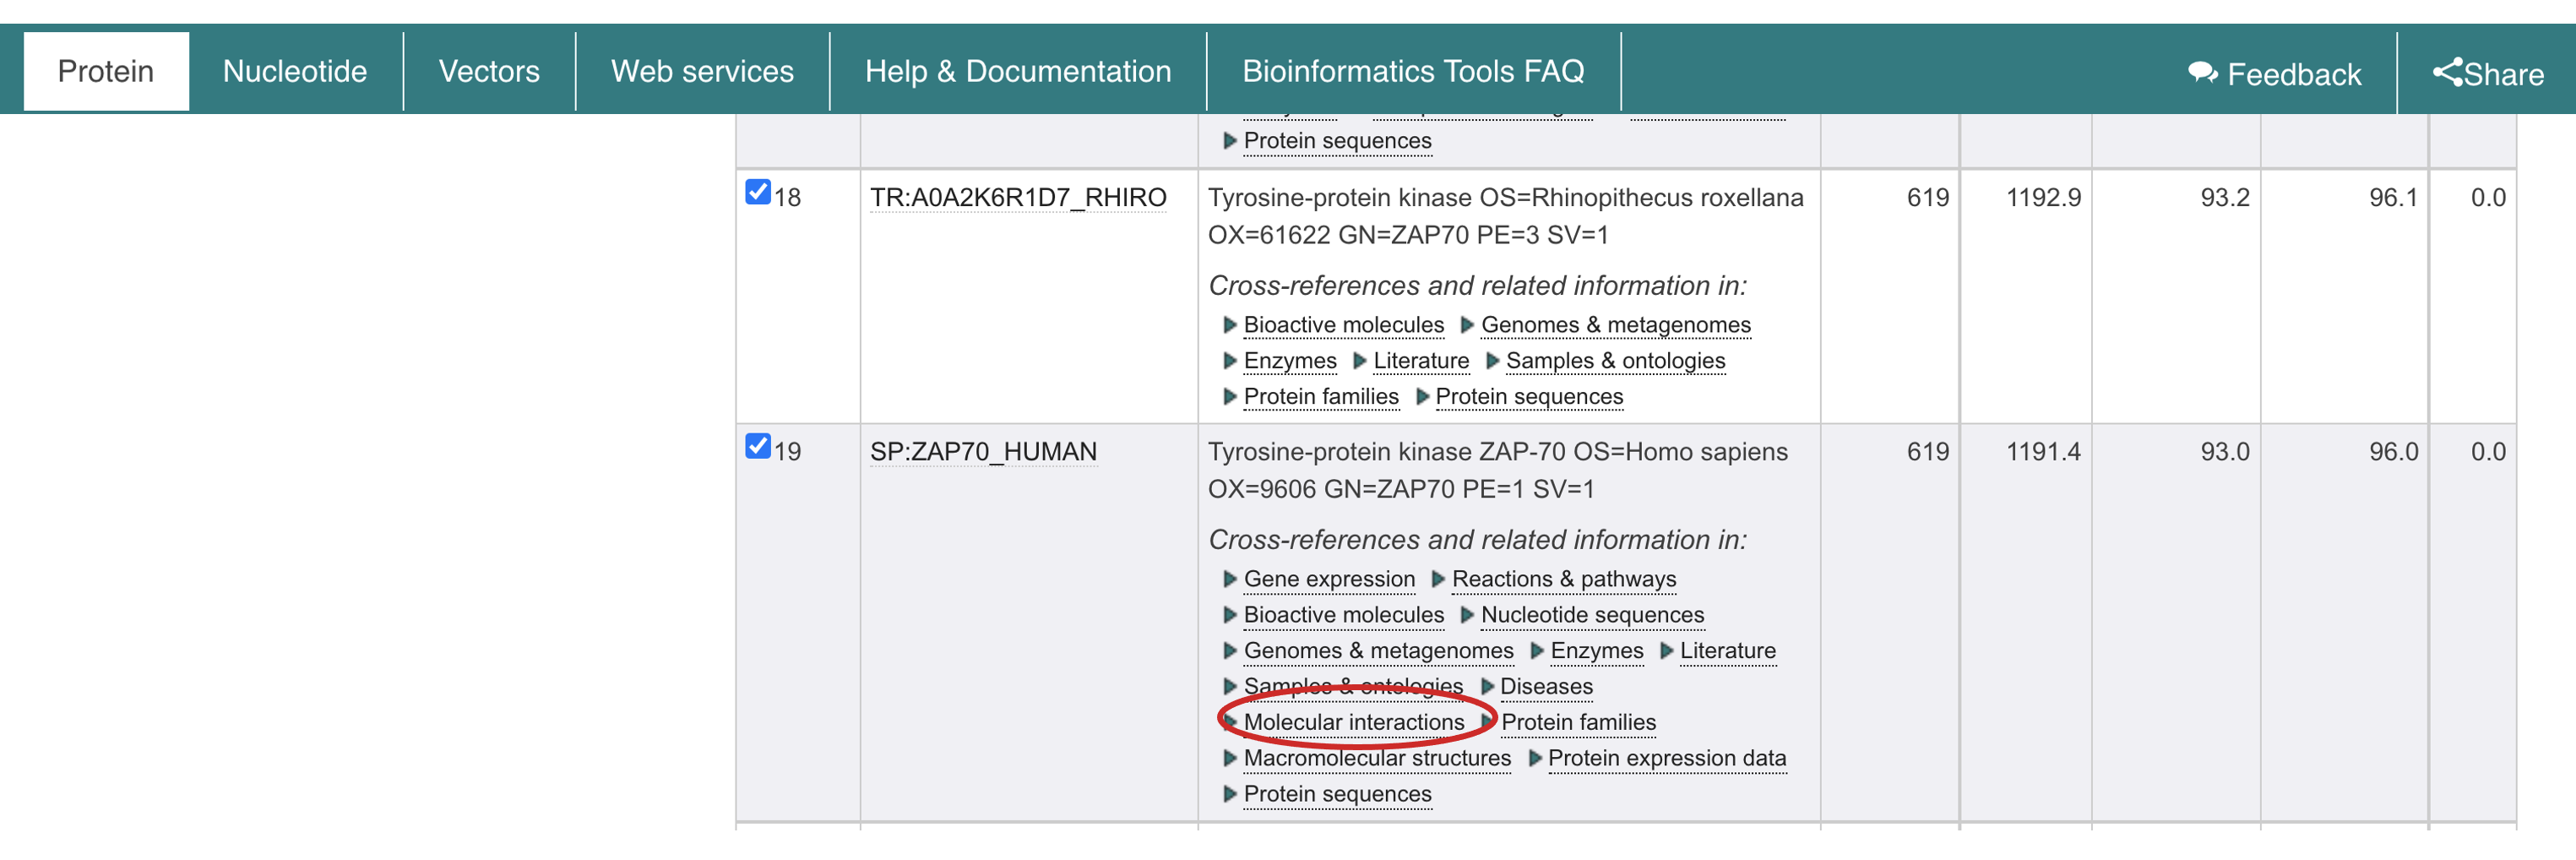 Protein Nucleotide Vectors Web services Help & Documentation Bioinformatics Tools FAQ Feedback Share
Protein sequences
18 TR:A0A2K6R1D7_RHIRO Tyrosine-protein kinase OS=Rhinopithecus roxellana 619 1192.9 93.2 96.1 0.0
OX=61622 GN=ZAP70 PE=3 SV=1
Cross-references and related information in:
Bioactive molecules Genomes & metagenomes
Enzymes Literature Samples & ontologies
Protein families Protein sequences
19 SP:ZAP70_HUMAN Tyrosine-protein kinase ZAP-70 OS=Homo sapiens 619 1191.4 93.0 96.0 0.0
OX=9606 GN=ZAP70 PE=1 SV=1
Cross-references and related information in:
Gene expression Reactions & pathways
Bioactive molecules Nucleotide sequences
Genomes & metagenomes Enzymes Literature
Samples & ontologies Diseases
Molecular interactions Protein families
Macromolecular structures Protein expression data
Protein sequences